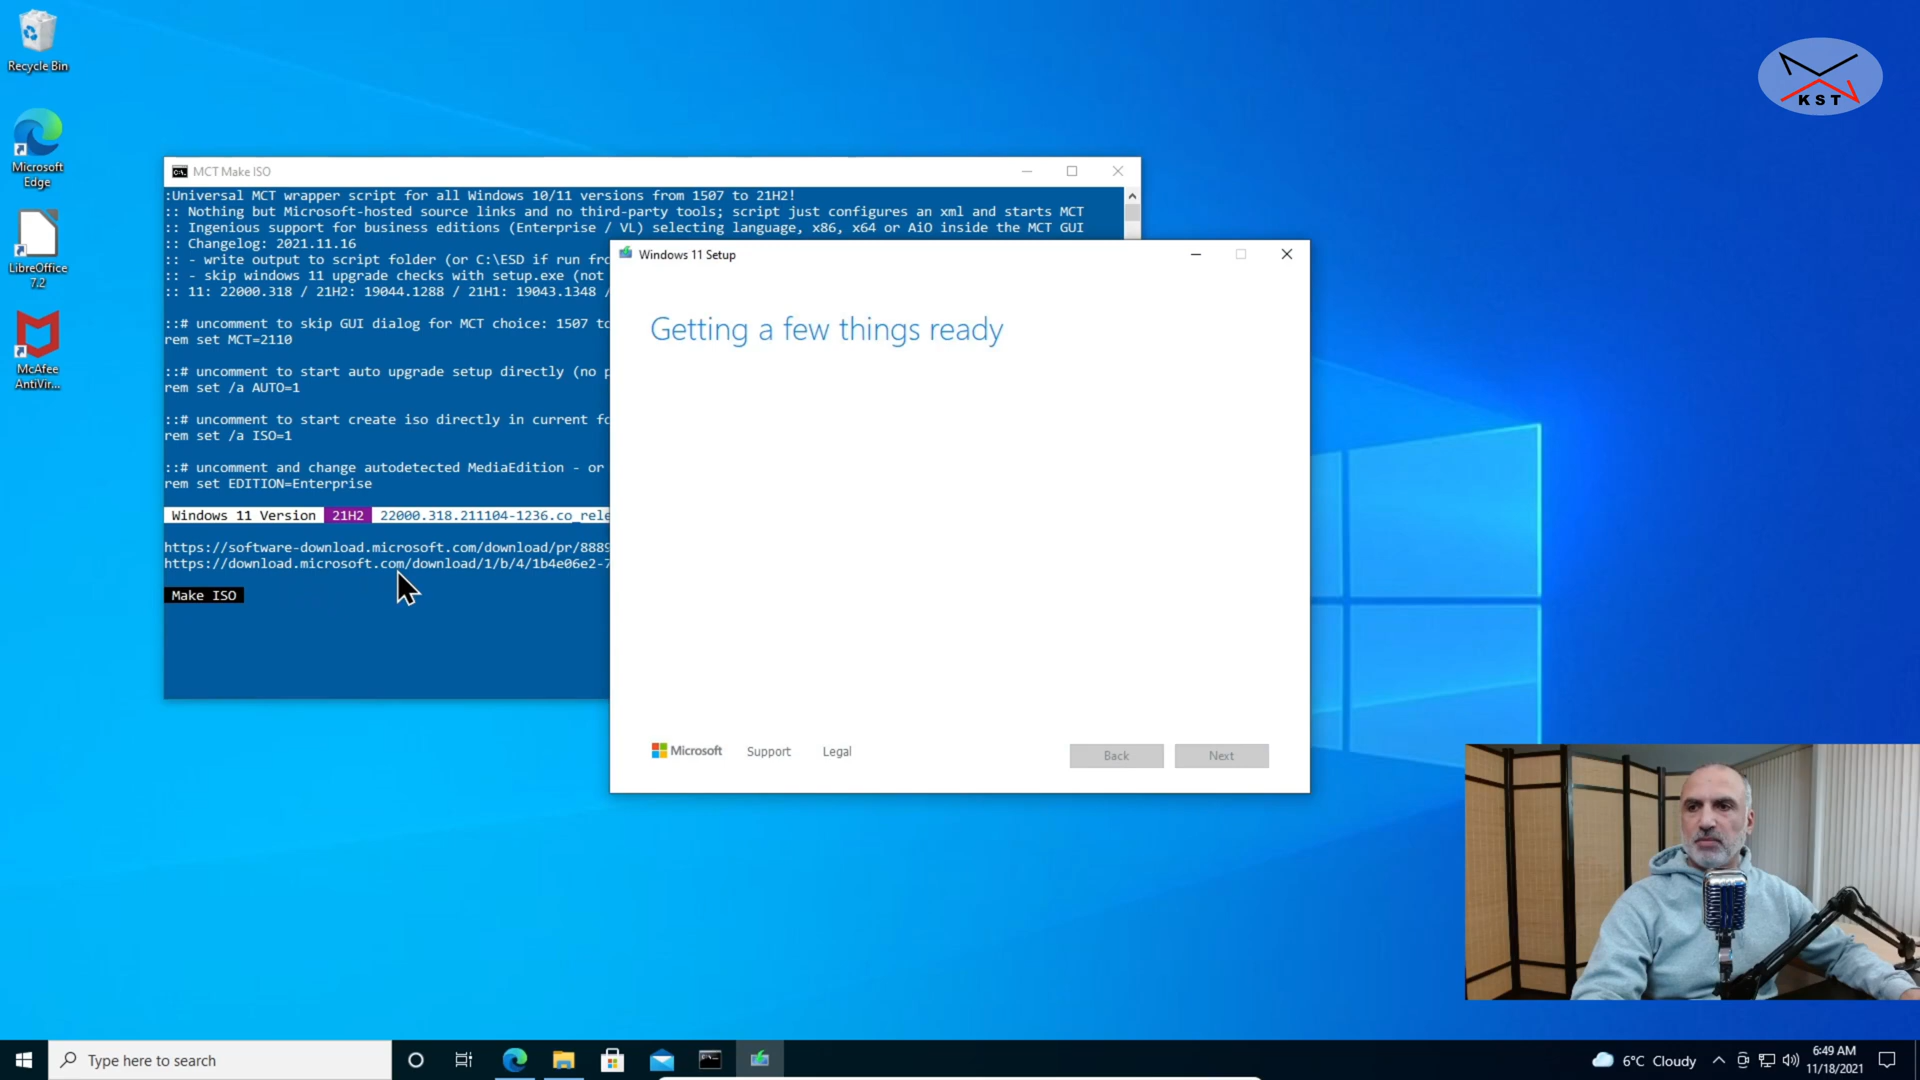 Recycle Bin
Microsoft
Edge
LibreOffice
7.2
McAfee
AntiVir...
KST
MCT Make ISO
:Universal MCT wrapper script for all Windows 10/11 versions from 1507 to 21H2!
:: Nothing but Microsoft-hosted source links and no third-party tools; script just configures an xml and starts MCT
:: Ingenious support for business editions (Enterprise / VL) selecting language, x86, x64 or AiO inside the MCT GUI
:: Changelog: 2021.11.16
:: - write output to script folder (or C:\ESD if run
:: - skip windows 11 upgrade checks with setup.exe (not
:: 11: 22000.318 / 21H2: 19044.1288 / 21H1: 19043.1348 /
::# uncomment to skip GUI dialog for MCT choice: 1507
rem set MCT=2110
::# uncomment to start auto upgrade setup directly (no
rem set /a AUTO=1
::# uncomment to start create iso directly in current
rem set /a ISO=1
::# uncomment and change autodetected MediaEdition - or
rem set EDITION=Enterprise
Windows 11 Version 21H2 22000.318.211104-1236.co_rele
https://software-download.microsoft.com/download/pr/8889
https://download.microsoft.com/download/1/b/4/1b4e06e2-7
Make ISO
Windows 11 Setup
Getting a few things ready
Microsoft Support Legal
Back Next
Type here to search
6°C Cloudy
6:49 AM
11/18/2021